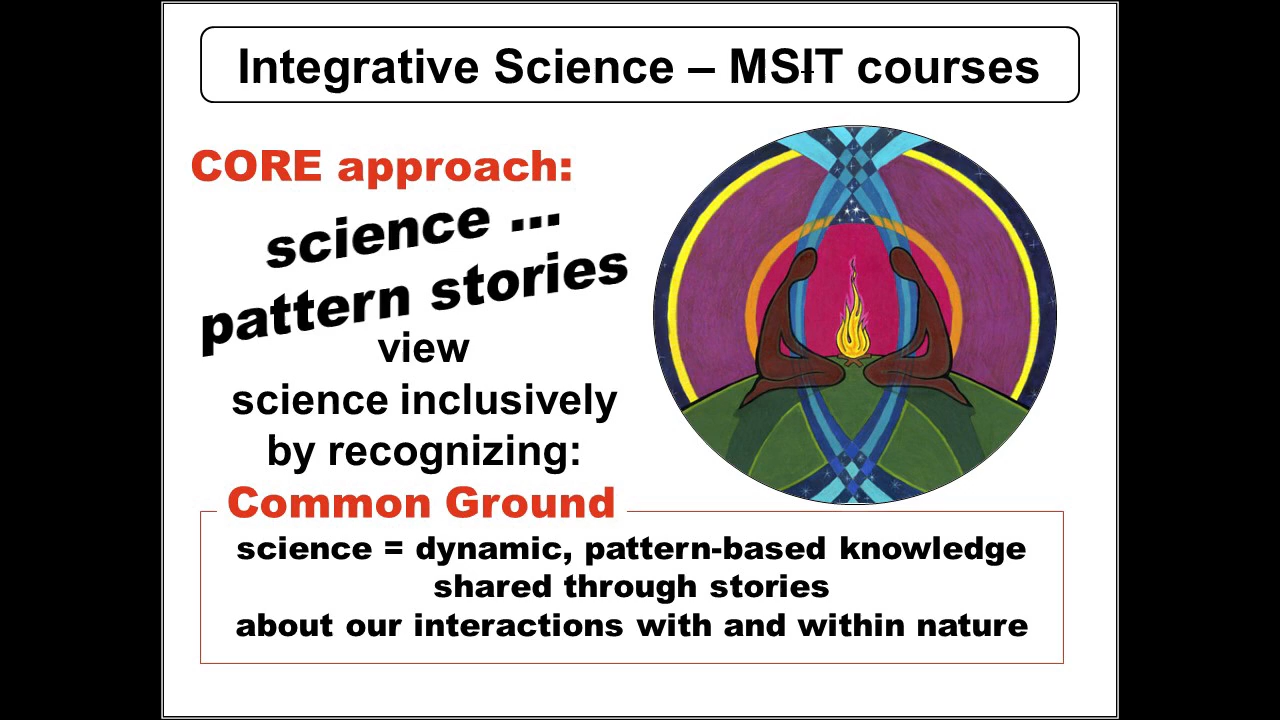 Integrative Science – MSɨT courses
CORE approach:
science ...
pattern stories
view
science inclusively
by recognizing:
Common Ground
science = dynamic, pattern-based knowledge
shared through stories
about our interactions with and within nature